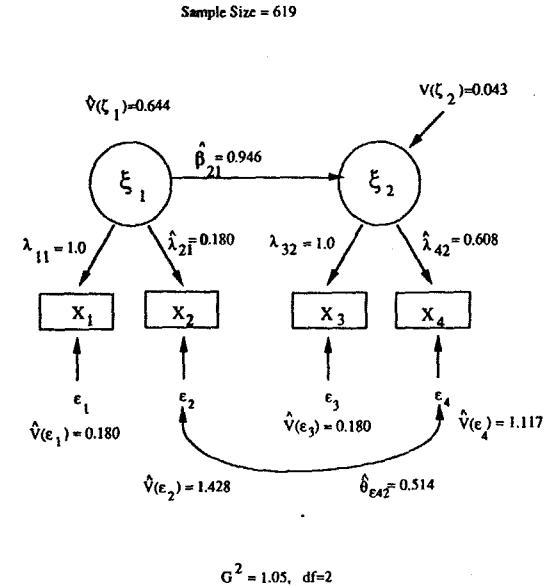 Sample Size = 619
V̂(ζ₁)=0.644
V(ζ₂)=0.043
β̂₂₁ = 0.946
ξ₁
ξ₂
λ₁₁ = 1.0
λ̂₂₁ = 0.180
λ₃₂ = 1.0
λ̂₄₂ = 0.608
X₁
X₂
X₃
X₄
ε₁
ε₂
ε₃
ε₄
V̂(ε₁) = 0.180
V̂(ε₃) = 0.180
V̂(ε₄) = 1.117
V̂(ε₂) = 1.428
θ̂ε42 = 0.514
G² = 1.05, df=2